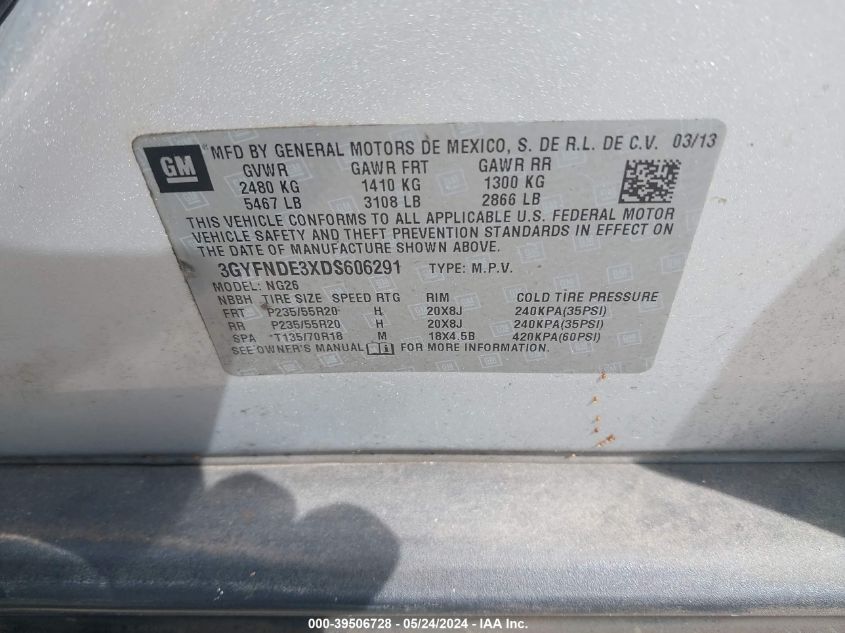 GM "MFD BY GENERAL MOTORS DE MEXICO, S. DE R.L. DE C.V. 03/13
GVWR GAWR FRT GAWR RR
2480 KG 1410 KG 1300 KG
5467 LB 3108 LB 2866 LB
THIS VEHICLE CONFORMS TO ALL APPLICABLE U.S. FEDERAL MOTOR
VEHICLE SAFETY AND THEFT PREVENTION STANDARDS IN EFFECT ON
THE DATE OF MANUFACTURE SHOWN ABOVE.
3GYFNDE3XDS606291 TYPE: M.P.V.
MODEL: NG26
NBBH TIRE SIZE SPEED RTG RIM COLD TIRE PRESSURE
FRT P235/55R20 H 20X8J 240KPA(35PSI)
RR P235/55R20 H 20X8J 240KPA(35PSI)
SPA T135/70R18 M 18X4.5B 420KPA(60PSI)
SEE OWNER'S MANUAL FOR MORE INFORMATION.
000-39506728 - 05/24/2024 - IAA Inc.